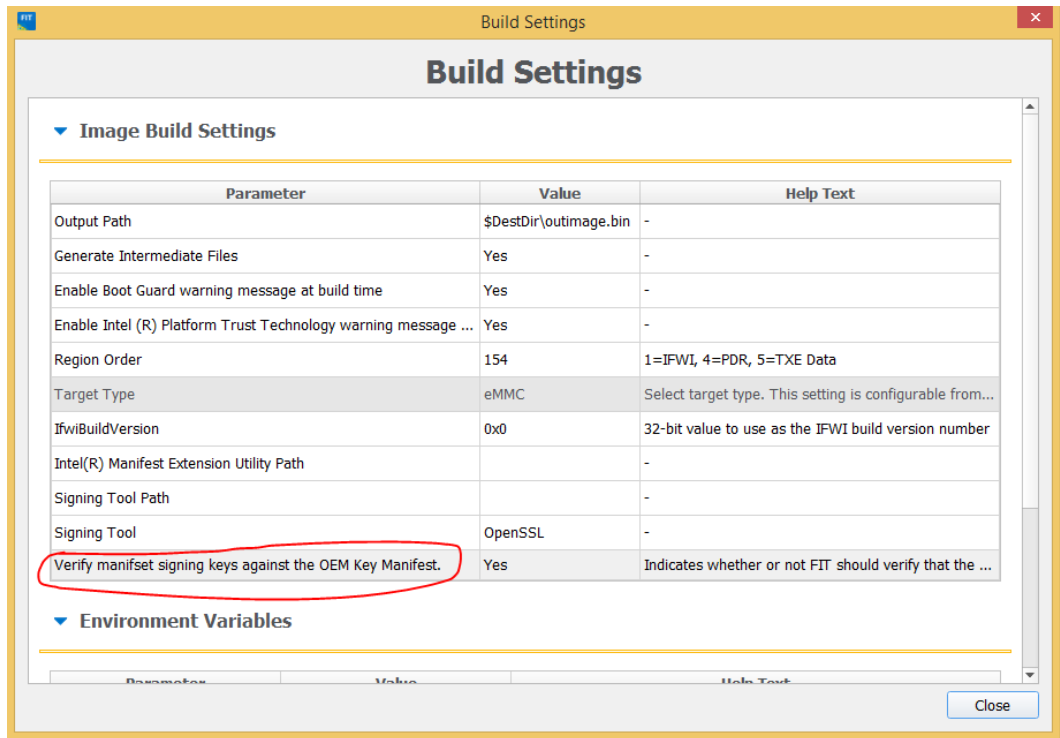 FIT
Build Settings
Build Settings
Image Build Settings
Parameter Value Help Text
Output Path $DestDir\outimage.bin -
Generate Intermediate Files Yes -
Enable Boot Guard warning message at build time Yes -
Enable Intel (R) Platform Trust Technology warning message ... Yes -
Region Order 154 1=IFWI, 4=PDR, 5=TXE Data
Target Type eMMC Select target type. This setting is configurable from...
IfwiBuildVersion 0x0 32-bit value to use as the IFWI build version number
Intel(R) Manifest Extension Utility Path -
Signing Tool Path -
Signing Tool OpenSSL -
Verify manifset signing keys against the OEM Key Manifest. Yes Indicates whether or not FIT should verify that the ...
Environment Variables
Parameter Value Help Text
Close